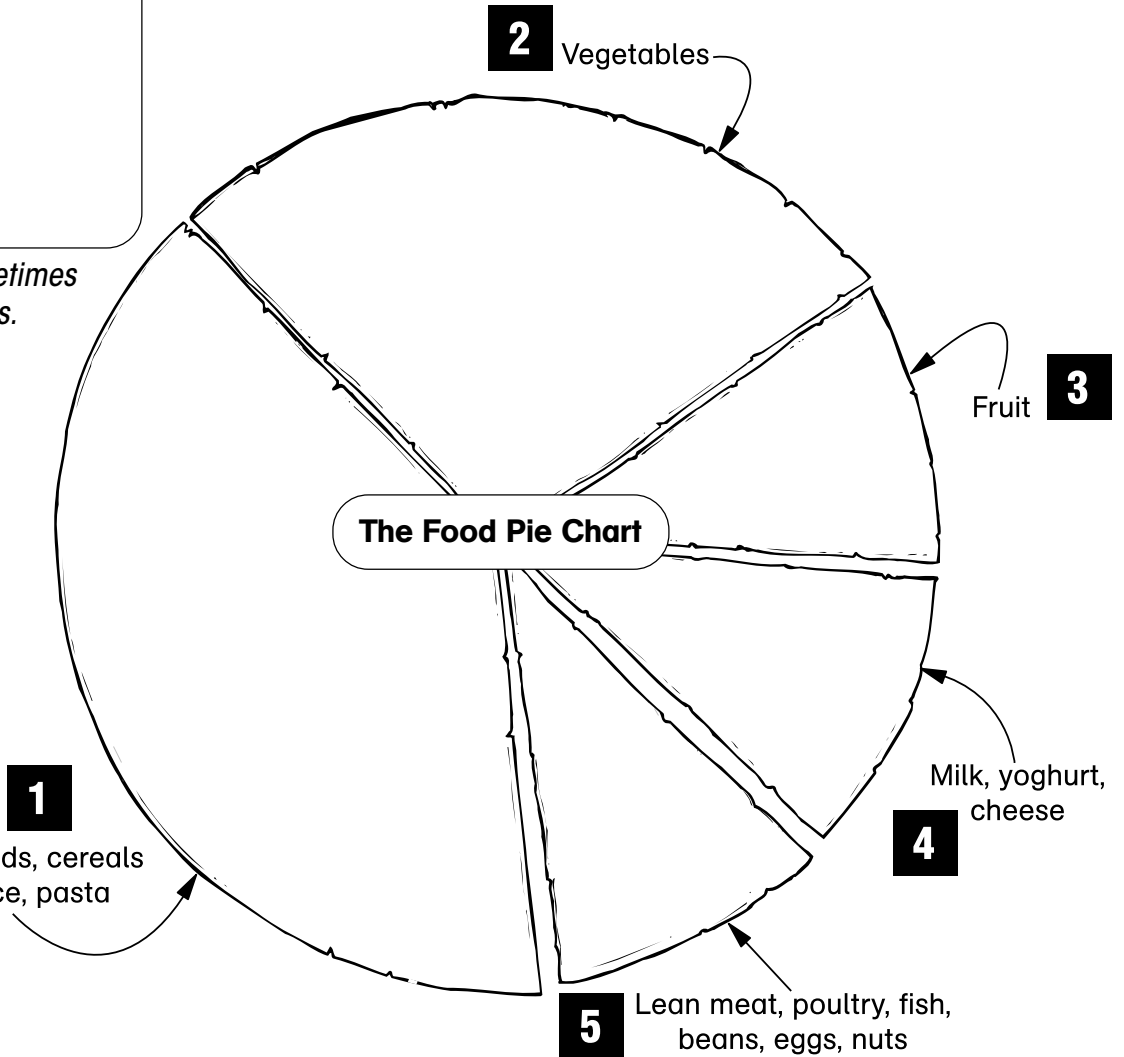 2
Vegetables
etimes
s.
3
Fruit
The Food Pie Chart
1
ds, cereals
ce, pasta
Milk, yoghurt,
cheese
4
5
Lean meat, poultry, fish,
beans, eggs, nuts